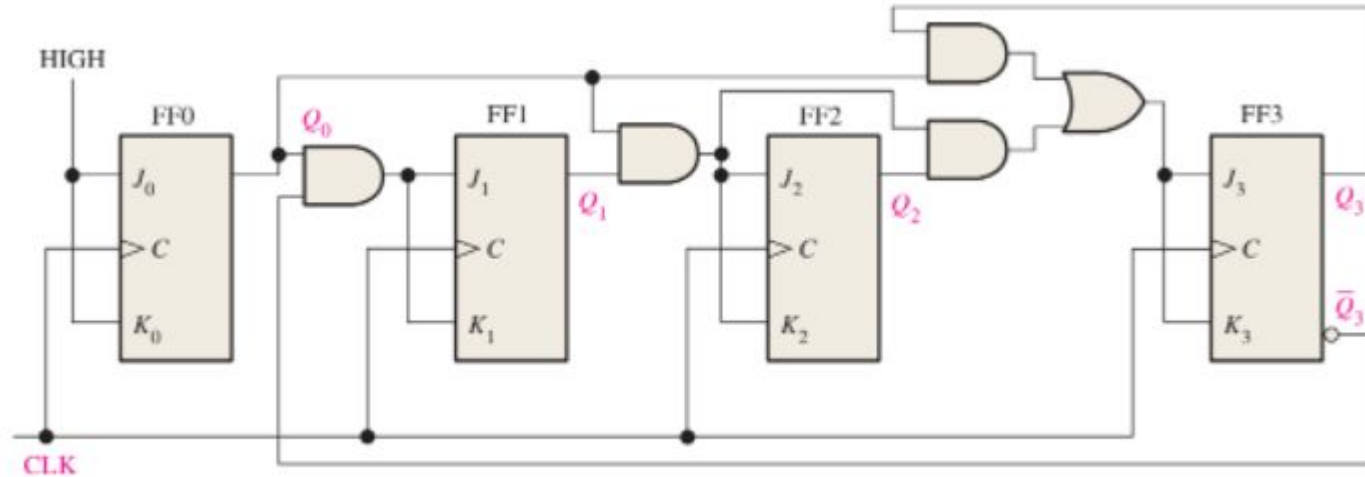 HIGH
FF0
Q₀
FF1
FF2
FF3
J₀
J₁
Q₁
J₂
Q₂
J₃
Q₃
C
C
C
C
K₀
K₁
K₂
K₃
Q̅₃
CLK